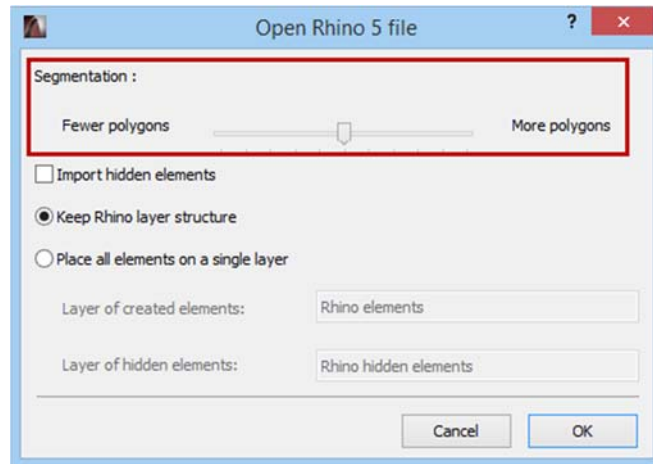 Open Rhino 5 file
?
Segmentation :
Fewer polygons More polygons
Import hidden elements
Keep Rhino layer structure
Place all elements on a single layer
Layer of created elements: Rhino elements
Layer of hidden elements: Rhino hidden elements
Cancel OK